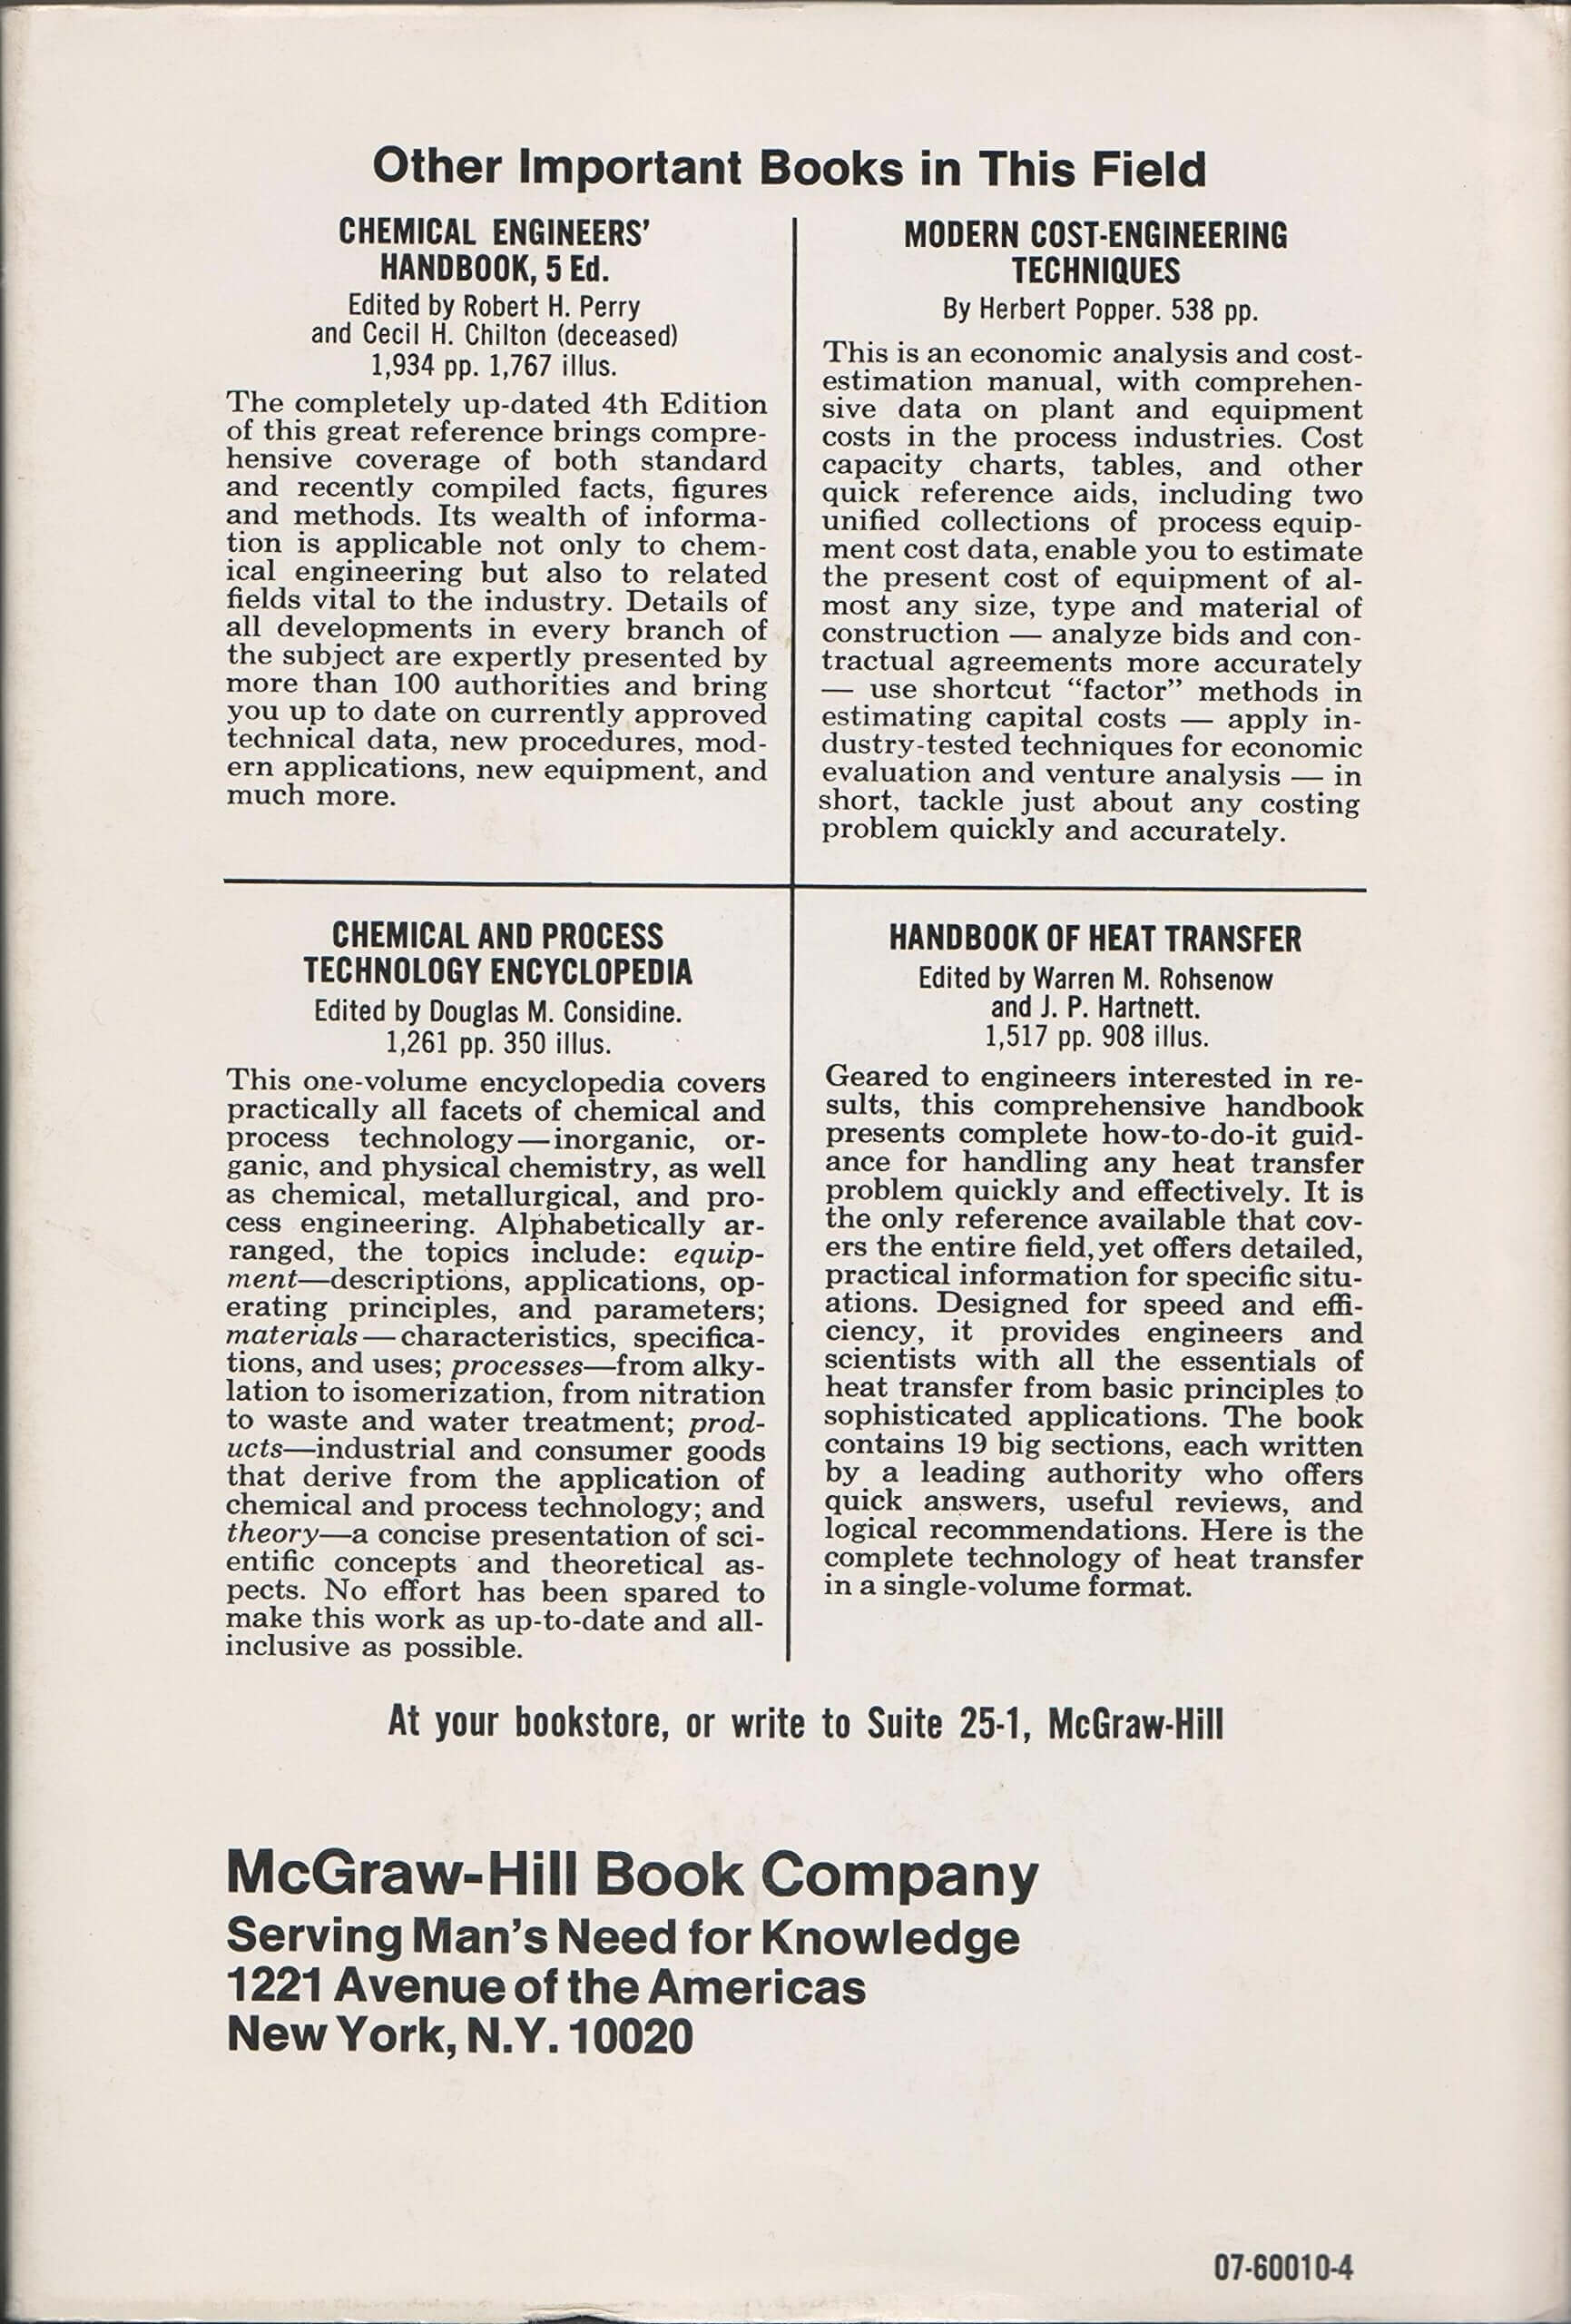 Other Important Books in This Field
CHEMICAL ENGINEERS'
HANDBOOK, 5 Ed.
Edited by Robert H. Perry
and Cecil H. Chilton (deceased)
1,934 pp. 1,767 illus.
The completely up-dated 4th Edition
of this great reference brings compre-
hensive coverage of both standard
and recently compiled facts, figures
and methods. Its wealth of informa-
tion is applicable not only to chem-
ical engineering but also to related
fields vital to the industry. Details of
all developments in every branch of
the subject are expertly presented by
more than 100 authorities and bring
you up to date on currently approved
technical data, new procedures, mod-
ern applications, new equipment, and
much more.
MODERN COST-ENGINEERING
TECHNIQUES
By Herbert Popper. 538 pp.
This is an economic analysis and cost-
estimation manual, with comprehen-
sive data on plant and equipment
costs in the process industries. Cost
capacity charts, tables, and other
quick reference aids, including two
unified collections of process equip-
ment cost data, enable you to estimate
the present cost of equipment of al-
most any size, type and material of
construction — analyze bids and con-
tractual agreements more accurately
— use shortcut “factor” methods in
estimating capital costs — apply in-
dustry-tested techniques for economic
evaluation and venture analysis — in
short, tackle just about any costing
problem quickly and accurately.
CHEMICAL AND PROCESS
TECHNOLOGY ENCYCLOPEDIA
Edited by Douglas M. Considine.
1,261 pp. 350 illus.
This one-volume encyclopedia covers
practically all facets of chemical and
process technology—inorganic, or-
ganic, and physical chemistry, as well
as chemical, metallurgical, and pro-
cess engineering. Alphabetically ar-
ranged, the topics include: equip-
ment—descriptions, applications, op-
erating principles, and parameters;
materials—characteristics, specifica-
tions, and uses; processes—from alky-
lation to isomerization, from nitration
to waste and water treatment; prod-
ucts—industrial and consumer goods
that derive from the application of
chemical and process technology; and
theory—a concise presentation of sci-
entific concepts and theoretical as-
pects. No effort has been spared to
make this work as up-to-date and all-
inclusive as possible.
HANDBOOK OF HEAT TRANSFER
Edited by Warren M. Rohsenow
and J. P. Hartnett.
1,517 pp. 908 illus.
Geared to engineers interested in re-
sults, this comprehensive handbook
presents complete how-to-do-it guid-
ance for handling any heat transfer
problem quickly and effectively. It is
the only reference available that cov-
ers the entire field, yet offers detailed,
practical information for specific situ-
ations. Designed for speed and effi-
ciency, it provides engineers and
scientists with all the essentials of
heat transfer from basic principles to
sophisticated applications. The book
contains 19 big sections, each written
by a leading authority who offers
quick answers, useful reviews, and
logical recommendations. Here is the
complete technology of heat transfer
in a single-volume format.
At your bookstore, or write to Suite 25-1, McGraw-Hill
McGraw-Hill Book Company
Serving Man's Need for Knowledge
1221 Avenue of the Americas
New York, N.Y. 10020
07-60010-4